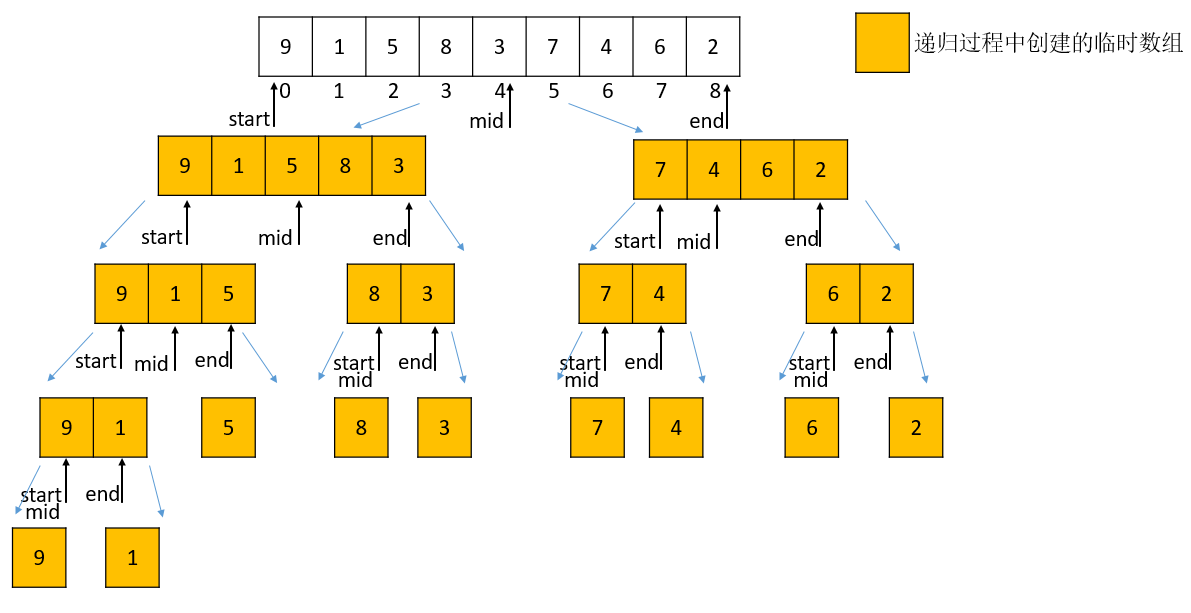 9 1 5 8 3 7 4 6 2
递归过程中创建的临时数组
0 1 2 3 4 5 6 7 8
start mid end
9 1 5 8 3
7 4 6 2
start mid end
start mid end
9 1 5
8 3
7 4
6 2
start mid end
start end
mid
start end
mid
start end
mid
9 1
5
8
3
7
4
6
2
start end
mid
9
1